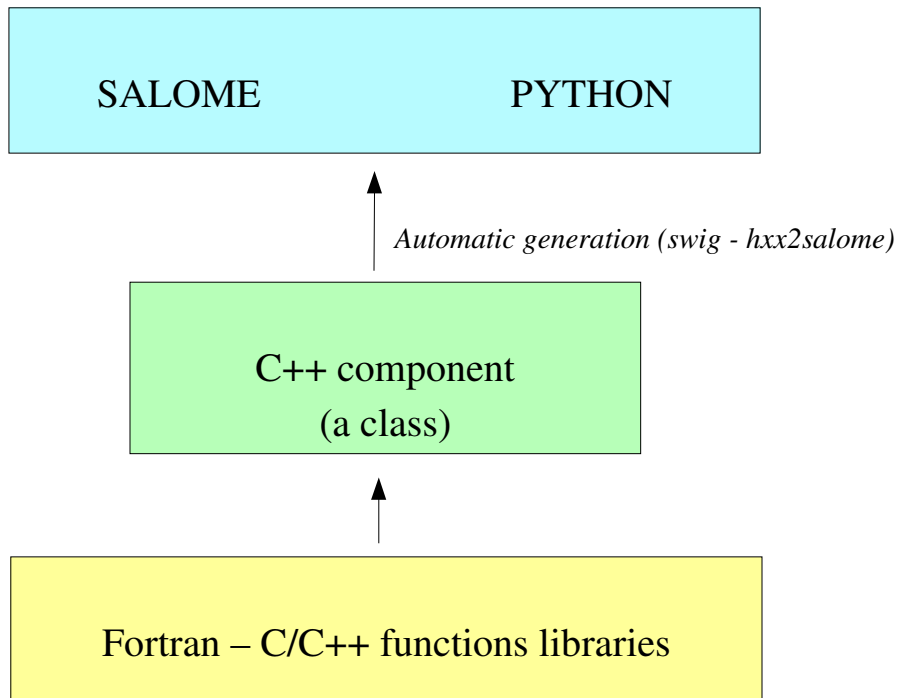 SALOME PYTHON
Automatic generation (swig - hxx2salome)
C++ component
(a class)
Fortran – C/C++ functions libraries